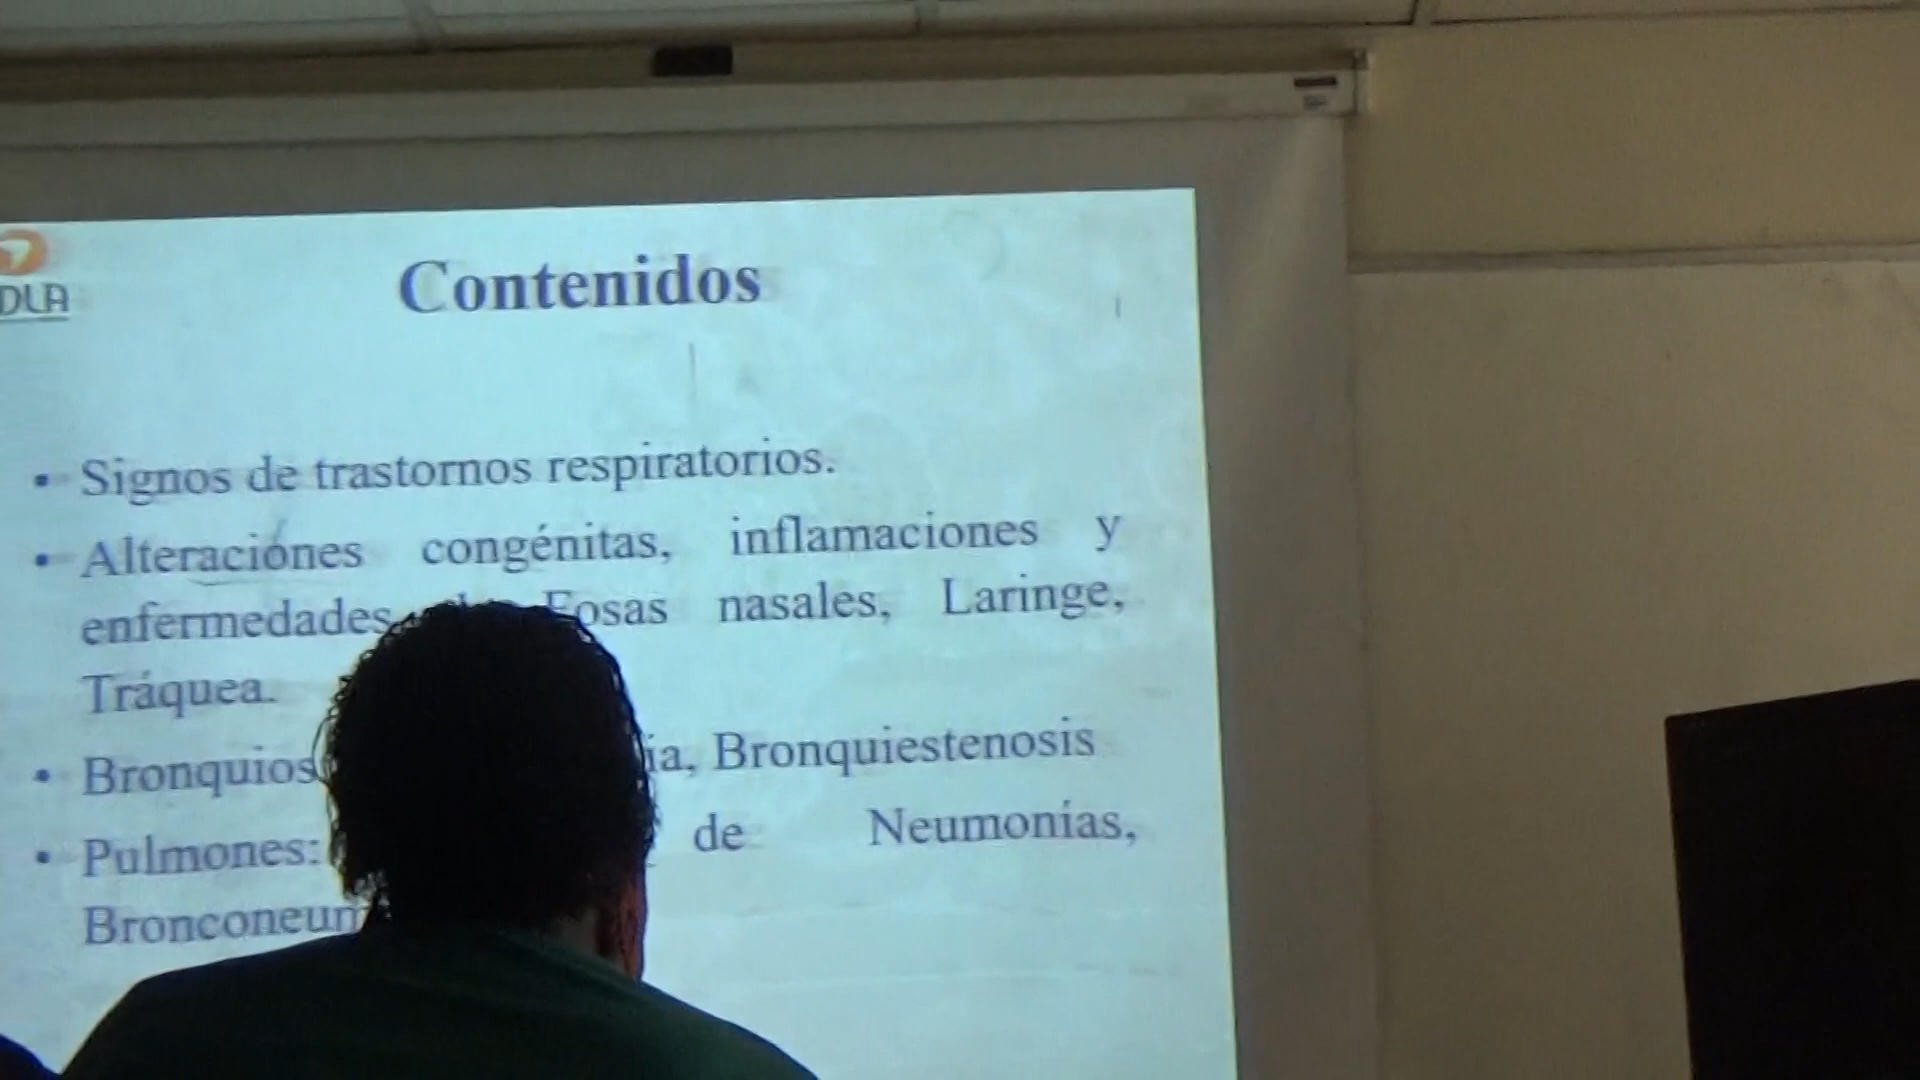 DLA
Contenidos
• Signos de trastornos respiratorios.
• Alteraciones congénitas, inflamaciones y
enfermedades Fosas nasales, Laringe,
Tráquea.
• Bronquios Bronquiestenosis
• Pulmones: de Neumonías,